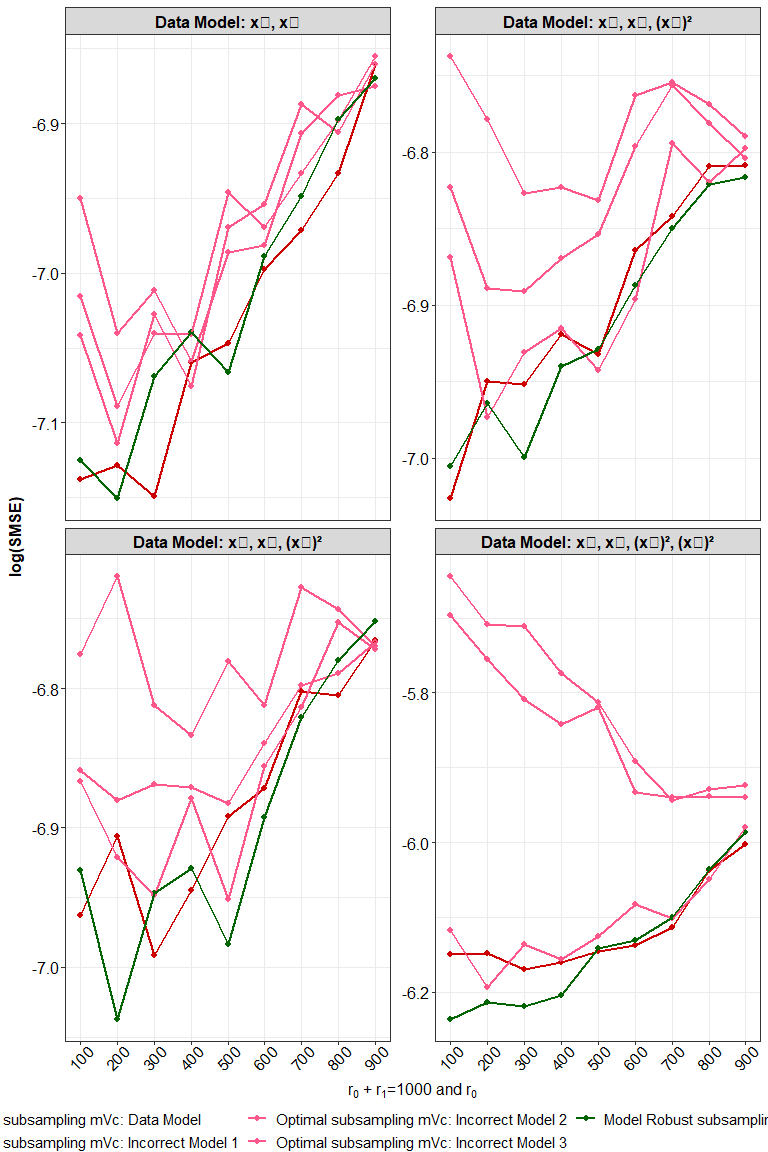 Data Model: x▯, x▯
Data Model: x▯, x▯, (x▯)²
-6.9
-7.0
-7.1
-6.8
-6.9
-7.0
log(SMSE)
Data Model: x▯, x▯, (x▯)²
Data Model: x▯, x▯, (x▯)², (x▯)²
-6.8
-6.9
-7.0
-5.8
-6.0
-6.2
100 200 300 400 500 600 700 800 900
100 200 300 400 500 600 700 800 900
r₀ + r₁=1000 and r₀
subsampling mVc: Data Model Optimal subsampling mVc: Incorrect Model 2 Model Robust subsamplin
subsampling mVc: Incorrect Model 1 Optimal subsampling mVc: Incorrect Model 3